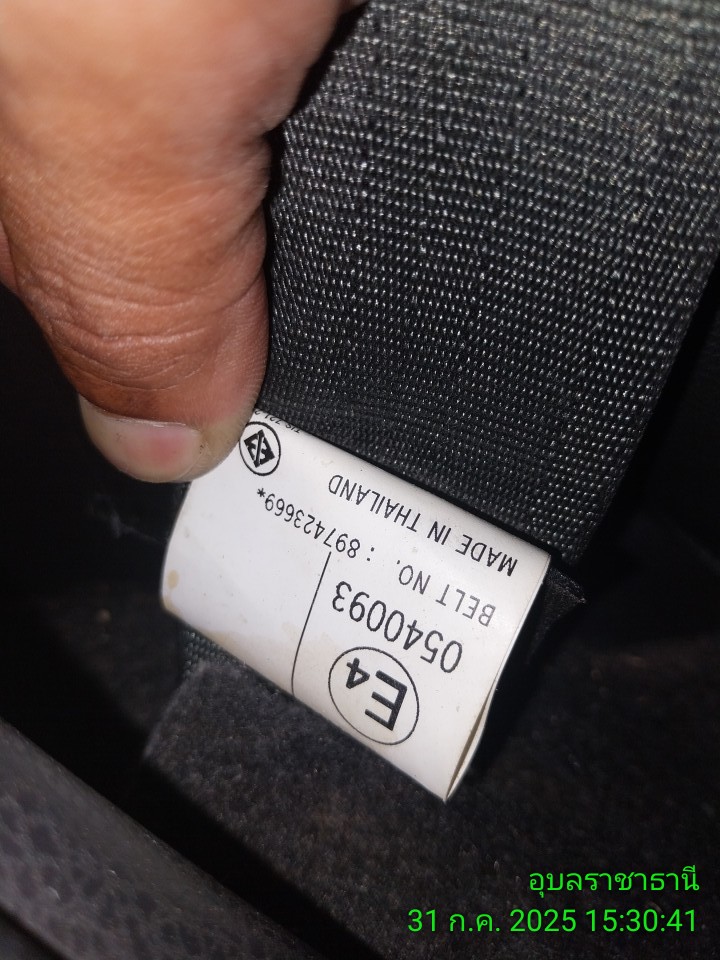 E4
0540093
BELT NO. : 897423669*
MADE IN THAILAND
อุบลราชาธานี
31 ก.ค. 2025 15:30:41